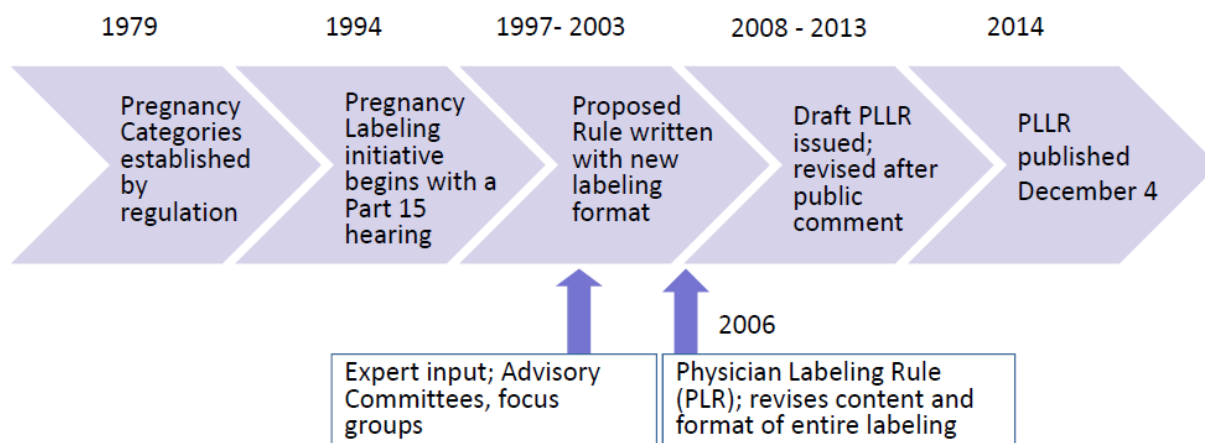 1979
1994
1997- 2003
2008 - 2013
2014
Pregnancy
Categories
established
by
regulation
Pregnancy
Labeling
initiative
begins with a
Part 15
hearing
Proposed
Rule written
with new
labeling
format
Draft PLLR
issued;
revised after
public
comment
PLLR
published
December 4
2006
Expert input; Advisory
Committees, focus
groups
Physician Labeling Rule
(PLR); revises content and
format of entire labeling